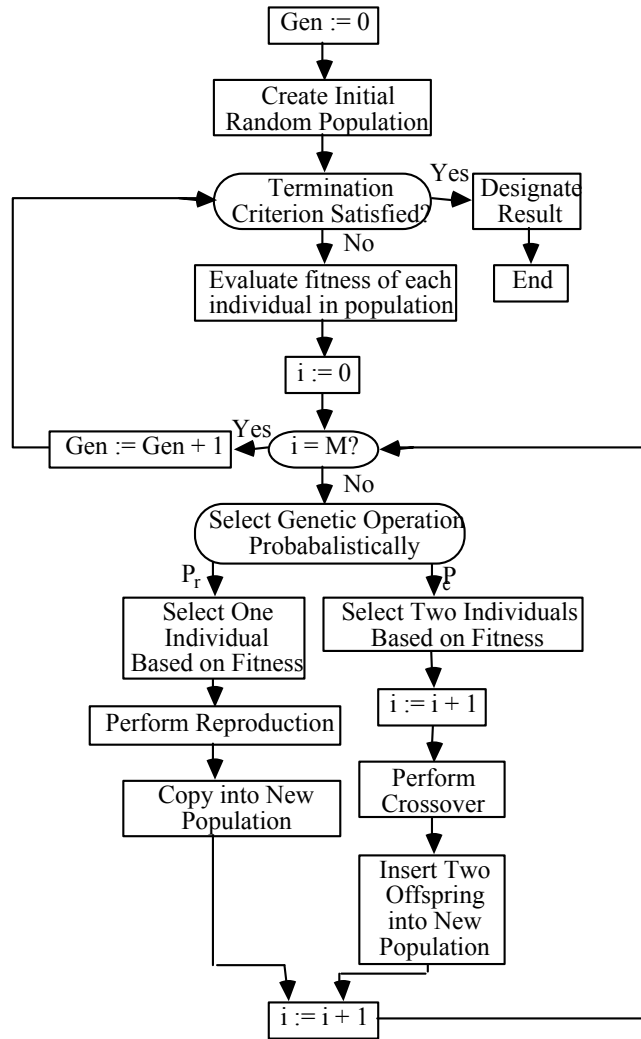 Gen := 0
Create Initial
Random Population
Termination
Criterion Satisfied?
Yes
Designate
Result
End
No
Evaluate fitness of each
individual in population
i := 0
Gen := Gen + 1
Yes
i = M?
No
Select Genetic Operation
Probabalistically
Pr
Pc
Select One
Individual
Based on Fitness
Select Two Individuals
Based on Fitness
Perform Reproduction
i := i + 1
Copy into New
Population
Perform
Crossover
Insert Two
Offspring
into New
Population
i := i + 1